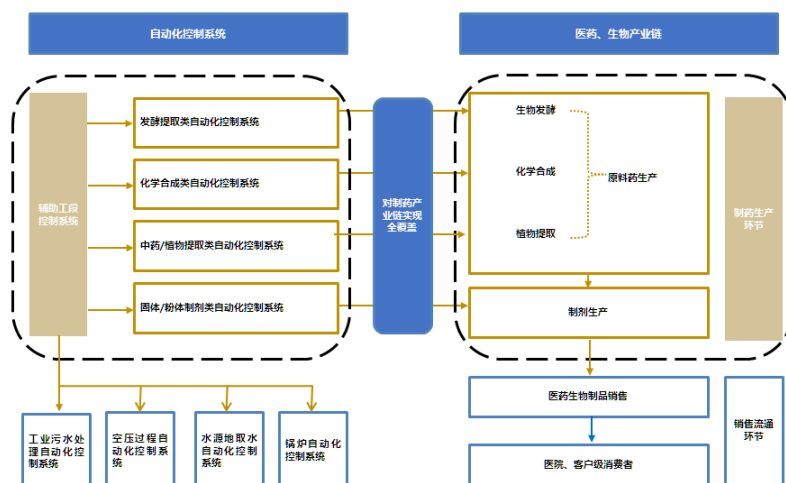 自动化控制系统
医药、生物产业链
辅助工段
控制系统
发酵提取类自动化控制系统
化学合成类自动化控制系统
中药/植物提取类自动化控制系统
固体/粉体制剂类自动化控制系统
对制药产
业链实现
全覆盖
生物发酵
化学合成
植物提取
原料药生产
制剂生产
制药生产
环节
工业污水处
理自动化控
制系统
空压过程自
动化控制系
统
水源地取水
自动化控制
系统
锅炉自动化
控制系统
医药生物制品销售
医院、客户级消费者
销售流通
环节